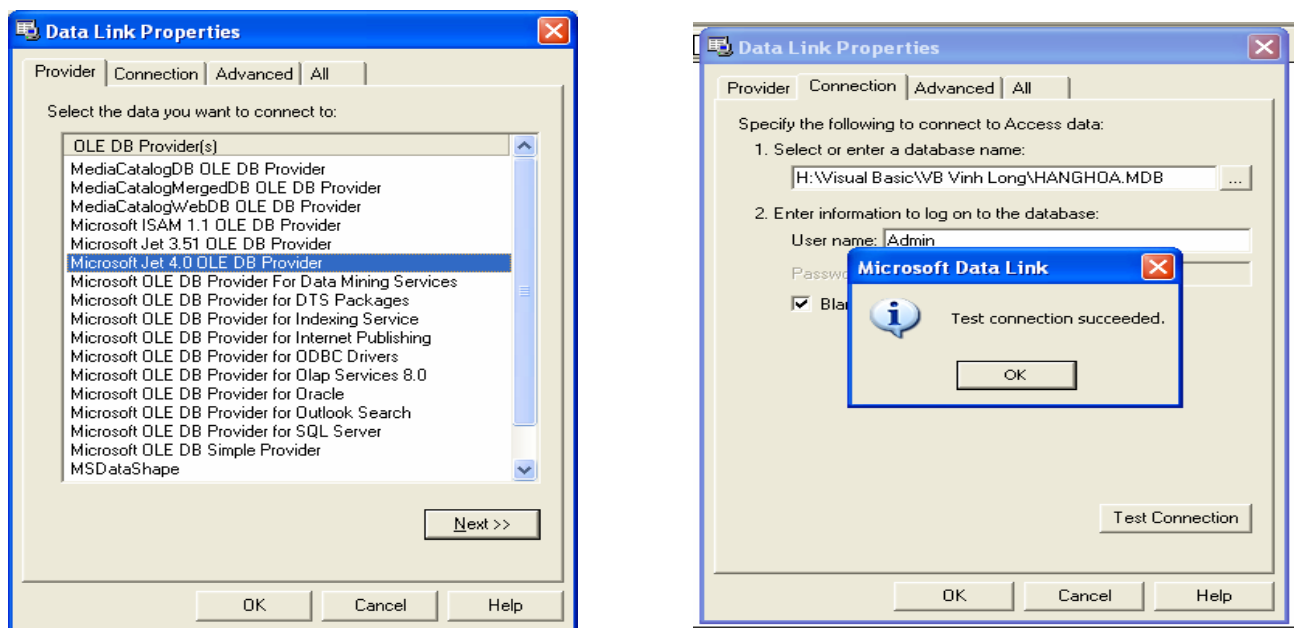 Data Link Properties
Provider Connection Advanced All
Select the data you want to connect to:
OLE DB Provider(s)
MediaCatalogDB OLE DB Provider
MediaCatalogMergedDB OLE DB Provider
MediaCatalogWebDB OLE DB Provider
Microsoft ISAM 1.1 OLE DB Provider
Microsoft Jet 3.51 OLE DB Provider
Microsoft Jet 4.0 OLE DB Provider
Microsoft OLE DB Provider For Data Mining Services
Microsoft OLE DB Provider for DTS Packages
Microsoft OLE DB Provider for Indexing Service
Microsoft OLE DB Provider for Internet Publishing
Microsoft OLE DB Provider for ODBC Drivers
Microsoft OLE DB Provider for Olap Services 8.0
Microsoft OLE DB Provider for Oracle
Microsoft OLE DB Provider for Outlook Search
Microsoft OLE DB Provider for SQL Server
Microsoft OLE DB Simple Provider
MSDataShape
Next >>
OK Cancel Help
Data Link Properties
Provider Connection Advanced All
Specify the following to connect to Access data:
1. Select or enter a database name:
H:\Visual Basic\VB Vinh Long\HANGHOA.MDB ...
2. Enter information to log on to the database:
User name: Admin
Microsoft Data Link
Test connection succeeded.
OK
Test Connection
OK Cancel Help